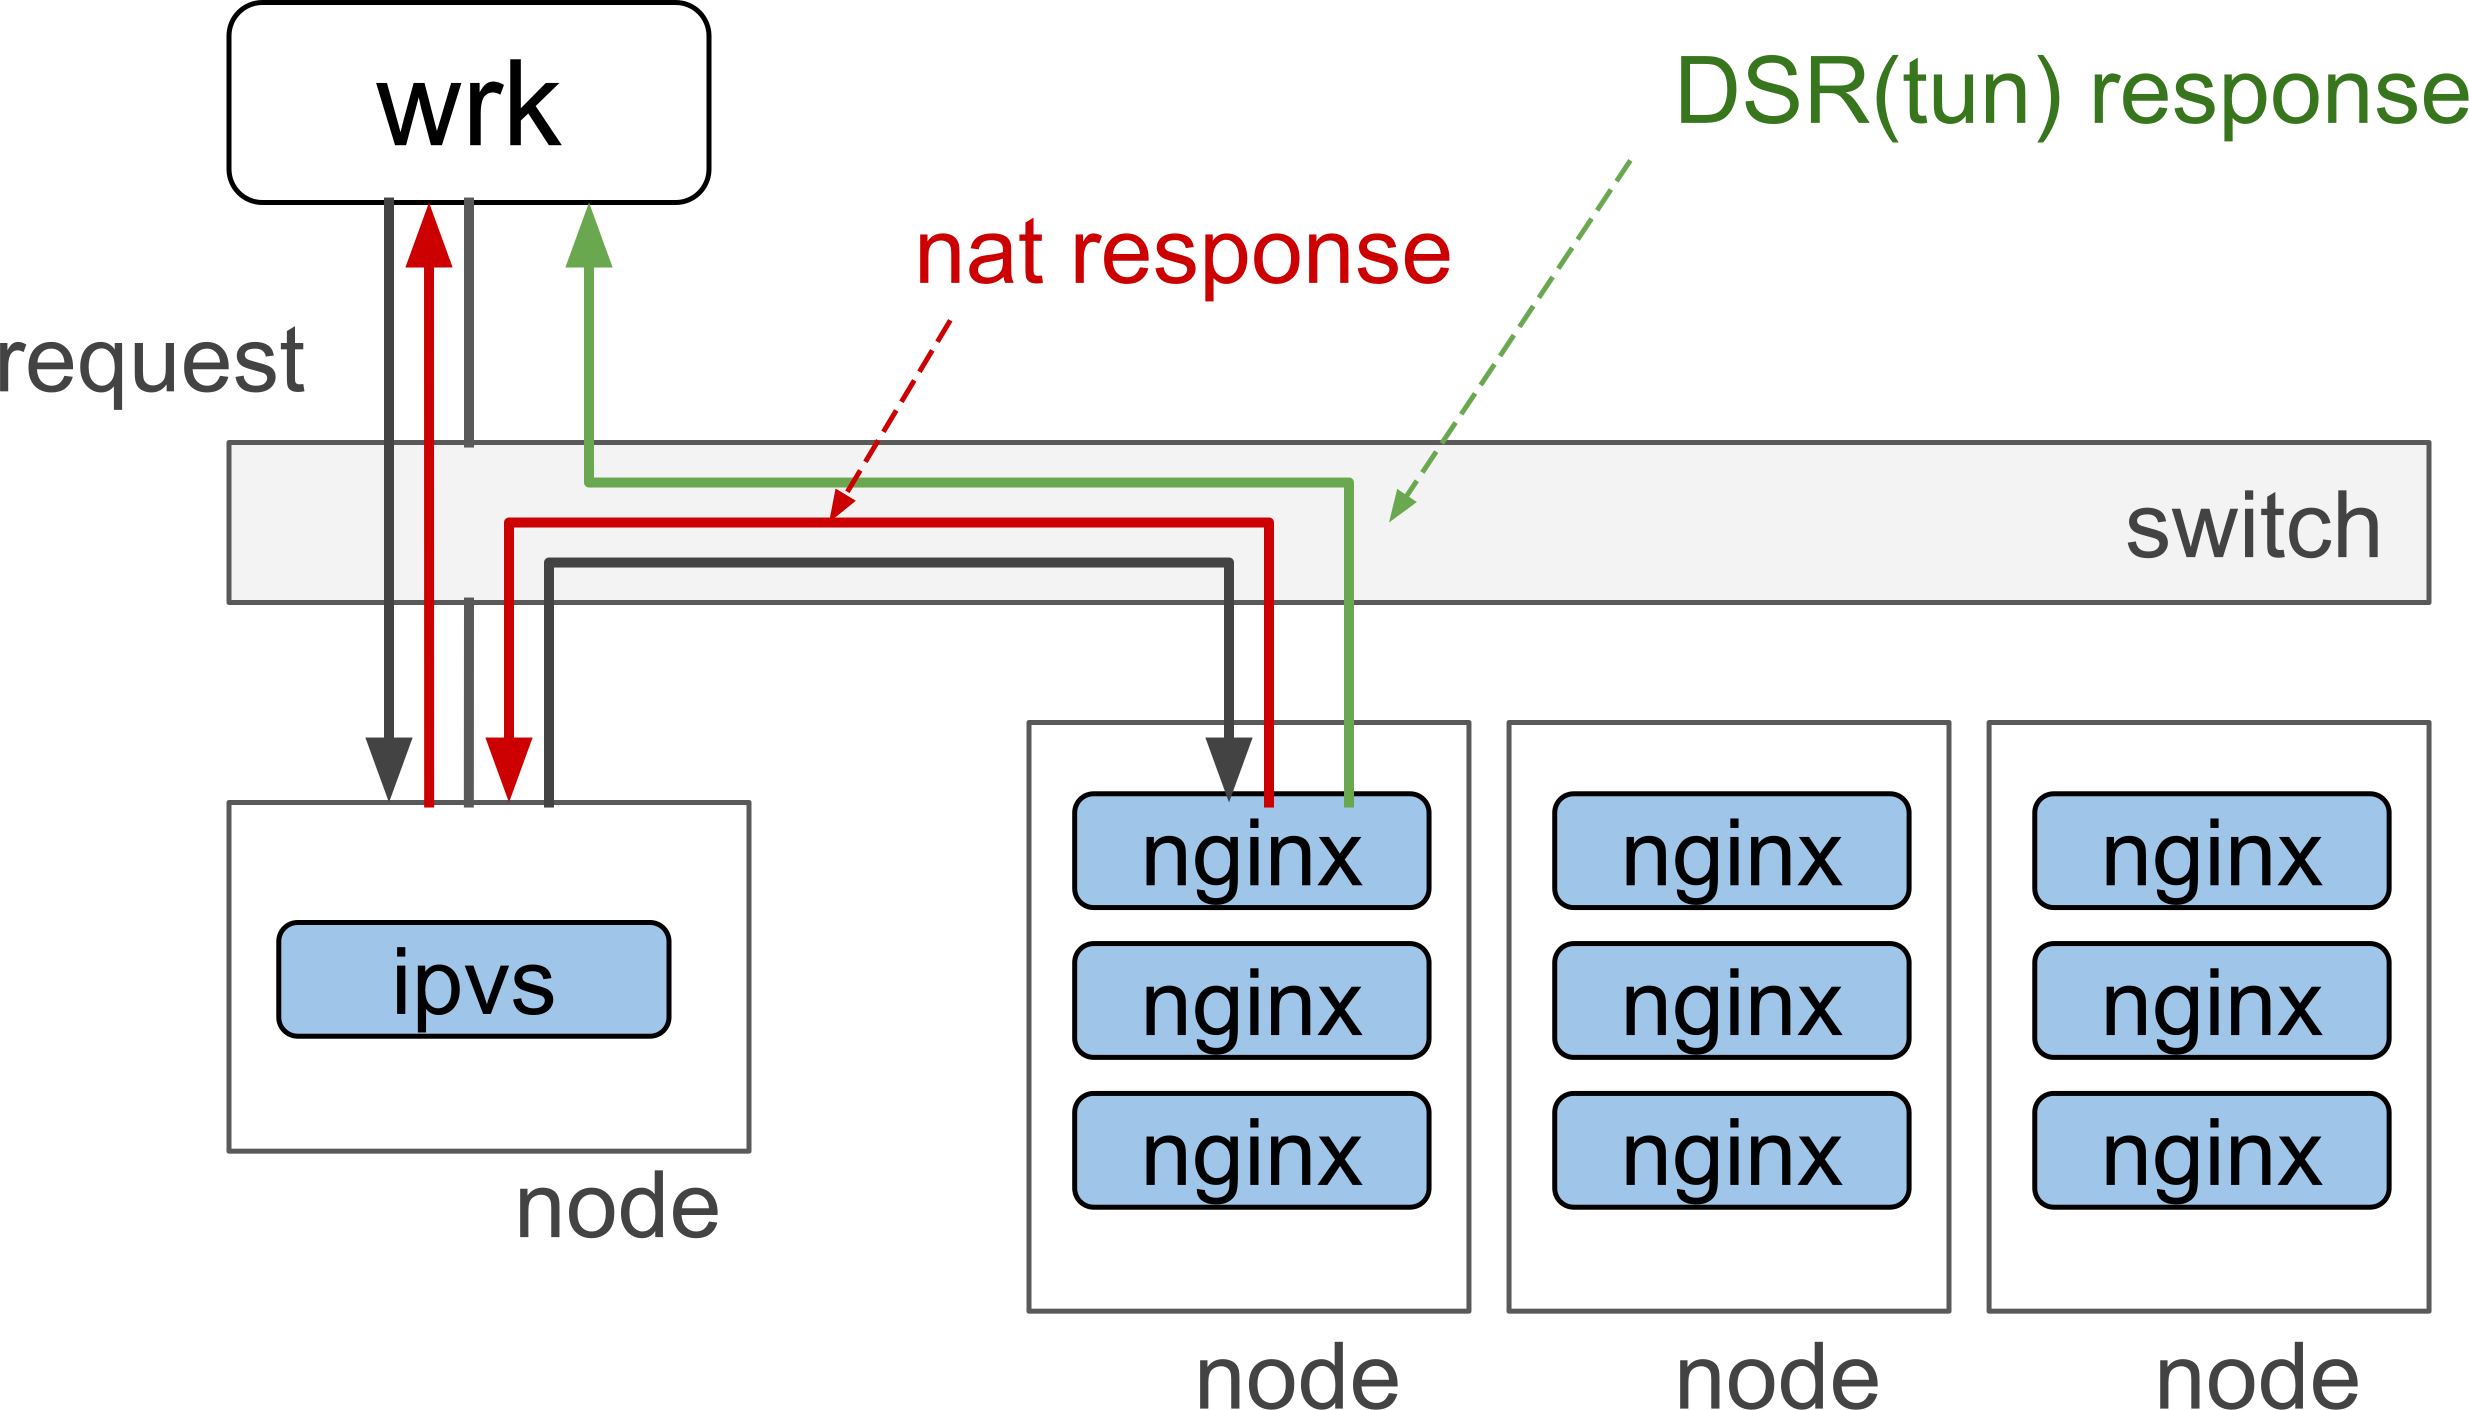 wrk
DSR(tun) response
nat response
request
switch
nginx nginx nginx
ipvs
nginx nginx nginx
nginx nginx nginx
node
node node node